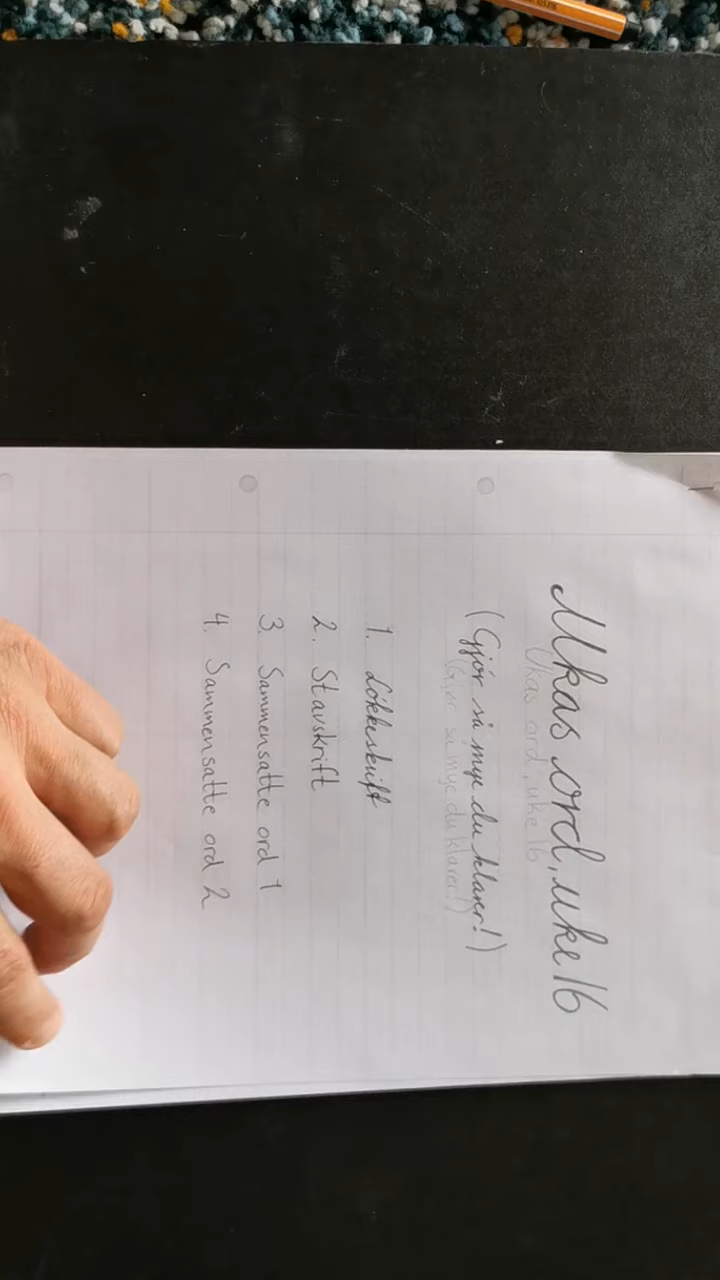 Ukas ord, uke 16
Ukas ord, uke 16
(Gjør så mye du klarer!)
(Gjør så mye du klarer!)
1. Løkkeskrift
2. Stavskrift
3. Sammensatte ord 1
4. Sammensatte ord 2